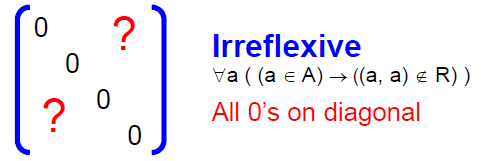 0 ?
0
? 0
0
Irreflexive
∀a ( (a ∈ A) → ((a, a) ∉ R) )
All 0's on diagonal